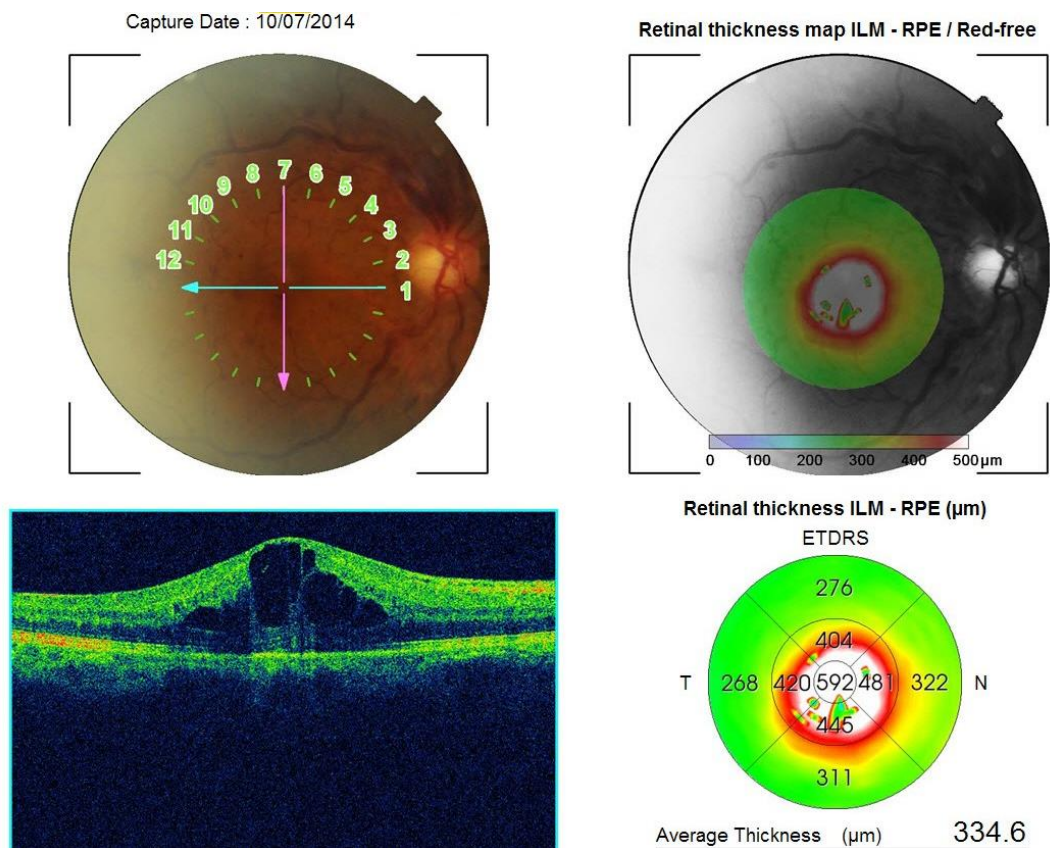 Capture Date : 10/07/2014
7
8 6
9 5
10 4
11 3
12 2
1
Retinal thickness map ILM - RPE / Red-free
0 100 200 300 400 500 µm
Retinal thickness ILM - RPE (µm)
ETDRS
276
404
T 268 420 592 481 322 N
445
311
Average Thickness (µm) 334.6